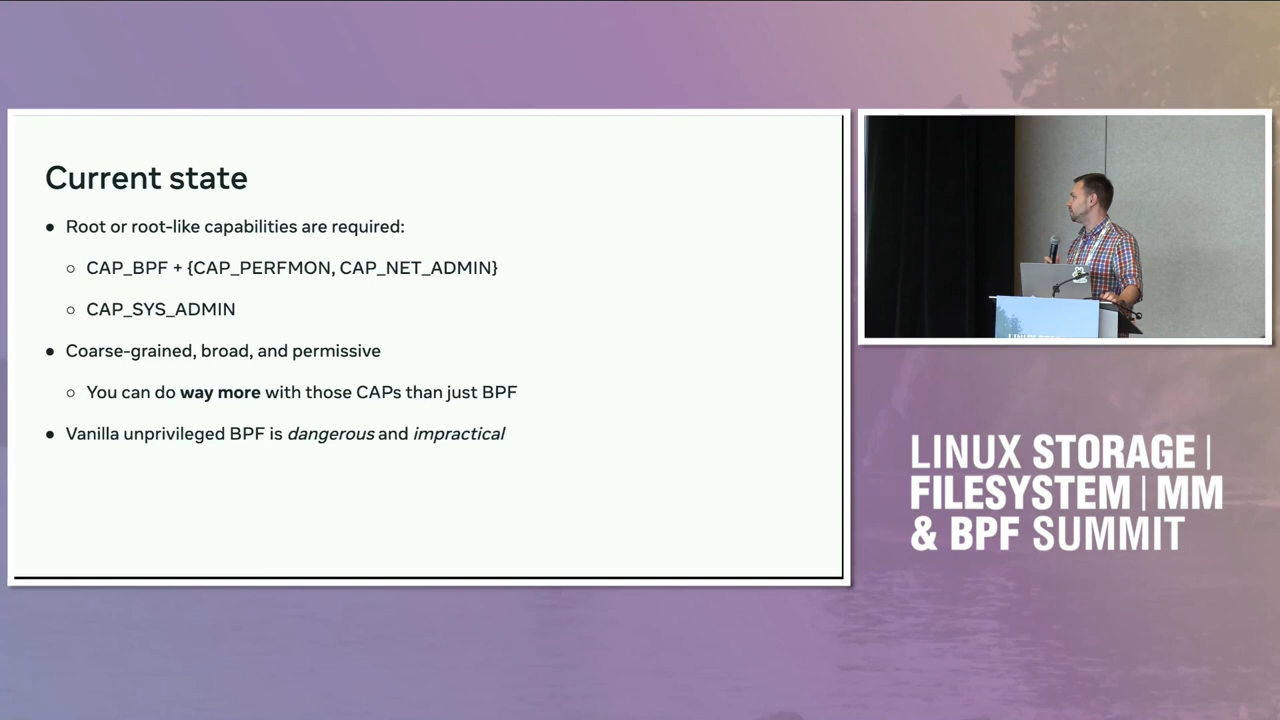 Current state
● Root or root-like capabilities are required:
○ CAP_BPF + {CAP_PERFMON, CAP_NET_ADMIN}
○ CAP_SYS_ADMIN
● Coarse-grained, broad, and permissive
○ You can do way more with those CAPs than just BPF
● Vanilla unprivileged BPF is dangerous and impractical
LINUX STORAGE |
FILESYSTEM | MM
& BPF SUMMIT